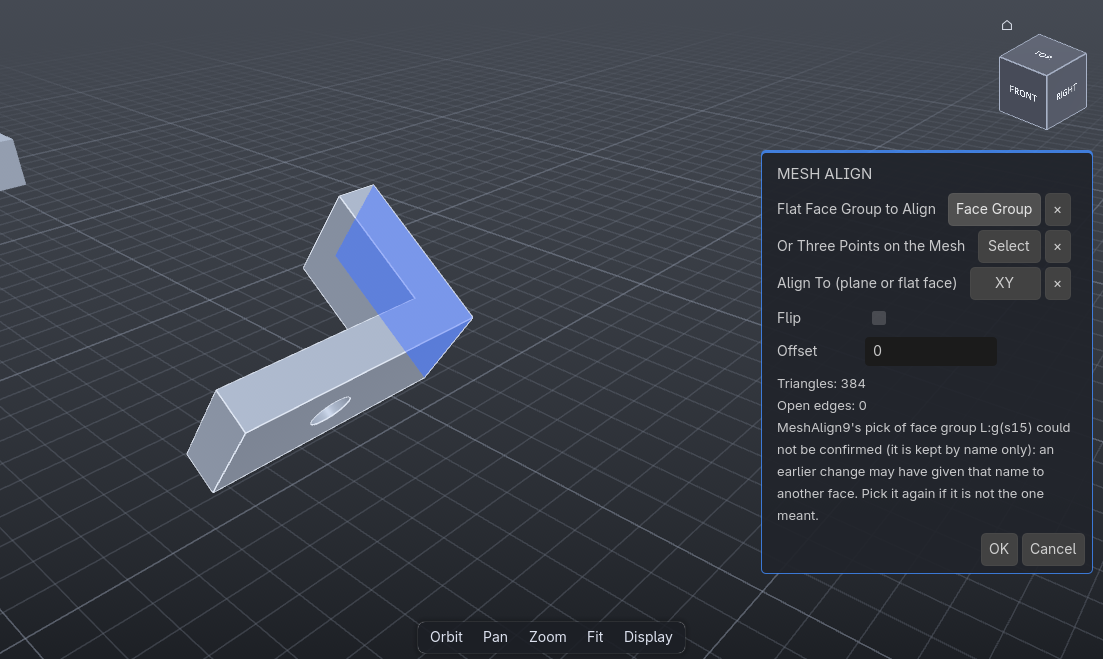 TOP
FRONT
RIGHT
MESH ALIGN
Flat Face Group to Align Face Group ×
Or Three Points on the Mesh Select ×
Align To (plane or flat face) XY ×
Flip
Offset 0
Triangles: 384
Open edges: 0
MeshAlign9's pick of face group L:g(s15) could
not be confirmed (it is kept by name only): an
earlier change may have given that name to
another face. Pick it again if it is not the one
meant.
OK Cancel
Orbit Pan Zoom Fit Display